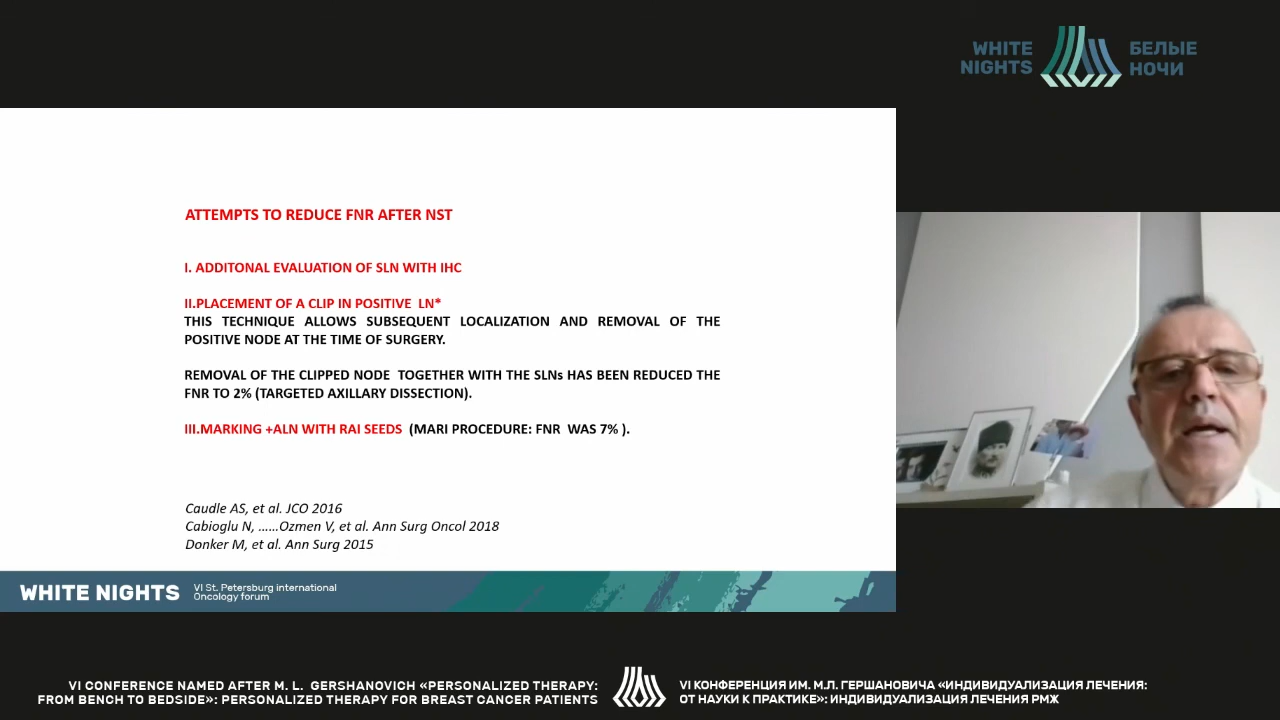 WHITE
NIGHTS
БЕЛЫЕ
НОЧИ
ATTEMPTS TO REDUCE FNR AFTER NST
I. ADDITONAL EVALUATION OF SLN WITH IHC
II.PLACEMENT OF A CLIP IN POSITIVE LN*
THIS TECHNIQUE ALLOWS SUBSEQUENT LOCALIZATION AND REMOVAL OF THE
POSITIVE NODE AT THE TIME OF SURGERY.
REMOVAL OF THE CLIPPED NODE TOGETHER WITH THE SLNs HAS BEEN REDUCED THE
FNR TO 2% (TARGETED AXILLARY DISSECTION).
III.MARKING +ALN WITH RAI SEEDS (MARI PROCEDURE: FNR WAS 7% ).
Caudle AS, et al. JCO 2016
Cabioglu N, ......Ozmen V, et al. Ann Surg Oncol 2018
Donker M, et al. Ann Surg 2015
WHITE NIGHTS
VI St. Petersburg international
Oncology forum
VI CONFERENCE NAMED AFTER M. L. GERSHANOVICH «PERSONALIZED THERAPY:
FROM BENCH TO BEDSIDE»: PERSONALIZED THERAPY FOR BREAST CANCER PATIENTS
VI КОНФЕРЕНЦИЯ ИМ. М.Л. ГЕРШАНОВИЧА «ИНДИВИДУАЛИЗАЦИЯ ЛЕЧЕНИЯ:
ОТ НАУКИ К ПРАКТИКЕ»: ИНДИВИДУАЛИЗАЦИЯ ЛЕЧЕНИЯ РМЖ